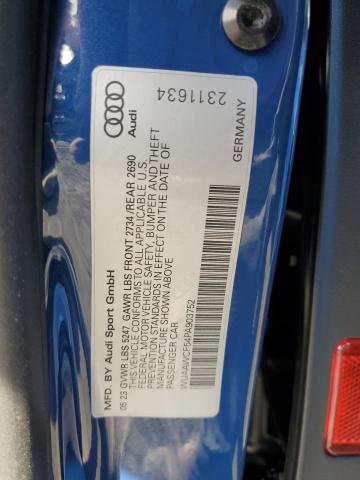 Audi
2311634
MFD. BY Audi Sport GmbH
GERMANY
05 23 GVWR LBS 5247 GAWR LBS FRONT 2734 /REAR 2690
THIS VEHICLE CONFORMS TO ALL APPLICABLE U.S.
FEDERAL MOTOR VEHICLE SAFETY, BUMPER AND THEFT
PREVENTION STANDARDS IN EFFECT ON THE DATE OF
MANUFACTURE SHOWN ABOVE
PASSENGER CAR
WUAAWCF54PA903752